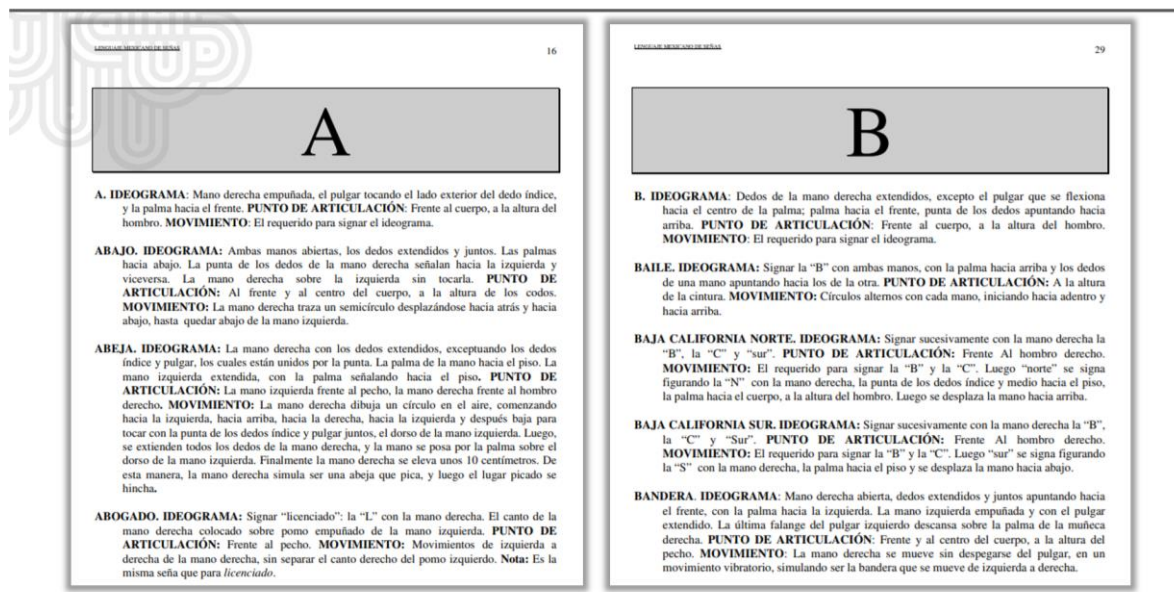 LENGUAJE MEXICANO DE SEÑAS
16
A
A. IDEOGRAMA: Mano derecha empuñada, el pulgar tocando el lado exterior del dedo índice,
y la palma hacia el frente. PUNTO DE ARTICULACIÓN: Frente al cuerpo, a la altura del
hombro. MOVIMIENTO: El requerido para signar el ideograma.
ABAJO. IDEOGRAMA: Ambas manos abiertas, los dedos extendidos y juntos. Las palmas
hacia abajo. La punta de los dedos de la mano derecha señalan hacia la izquierda y
viceversa. La mano derecha sobre la izquierda sin tocarla. PUNTO DE
ARTICULACIÓN: Al frente y al centro del cuerpo, a la altura de los codos.
MOVIMIENTO: La mano derecha traza un semicírculo desplazándose hacia atrás y hacia
abajo, hasta quedar abajo de la mano izquierda.
ABEJA. IDEOGRAMA: La mano derecha con los dedos extendidos, exceptuando los dedos
índice y pulgar, los cuales están unidos por la punta. La palma de la mano hacia el piso. La
mano izquierda extendida, con la palma señalando hacia el piso. PUNTO DE
ARTICULACIÓN: La mano izquierda frente al pecho, la mano derecha frente al hombro
derecho. MOVIMIENTO: La mano derecha dibuja un círculo en el aire, comenzando
hacia la izquierda, hacia arriba, hacia la derecha, hacia la izquierda y después baja para
tocar con la punta de los dedos índice y pulgar juntos, el dorso de la mano izquierda. Luego,
se extienden todos los dedos de la mano derecha, y la mano se posa por la palma sobre el
dorso de la mano izquierda. Finalmente la mano derecha se eleva unos 10 centímetros. De
esta manera, la mano derecha simula ser una abeja que pica, y luego el lugar picado se
hincha.
ABOGADO. IDEOGRAMA: Signar “licenciado”: la “L” con la mano derecha. El canto de la
mano derecha colocado sobre pomo empuñado de la mano izquierda. PUNTO DE
ARTICULACIÓN: Frente al pecho. MOVIMIENTO: Movimientos de izquierda a
derecha de la mano derecha, sin separar el canto derecho del pomo izquierdo. Nota: Es la
misma seña que para licenciado.
LENGUAJE MEXICANO DE SEÑAS
29
B
B. IDEOGRAMA: Dedos de la mano derecha extendidos, excepto el pulgar que se flexiona
hacia el centro de la palma; palma hacia el frente, punta de los dedos apuntando hacia
arriba. PUNTO DE ARTICULACIÓN: Frente al cuerpo, a la altura del hombro.
MOVIMIENTO: El requerido para signar el ideograma.
BAILE. IDEOGRAMA: Signar la “B” con ambas manos, con la palma hacia arriba y los dedos
de una mano apuntando hacia los de la otra. PUNTO DE ARTICULACIÓN: A la altura
de la cintura. MOVIMIENTO: Círculos alternos con cada mano, iniciando hacia adentro y
hacia arriba.
BAJA CALIFORNIA NORTE. IDEOGRAMA: Signar sucesivamente con la mano derecha la
“B”, la “C” y “sur”. PUNTO DE ARTICULACIÓN: Frente Al hombro derecho.
MOVIMIENTO: El requerido para signar la “B” y la “C”. Luego “norte” se signa
figurando la “N” con la mano derecha, la punta de los dedos índice y medio hacia el piso,
la palma hacia el cuerpo, a la altura del hombro. Luego se desplaza la mano hacia arriba.
BAJA CALIFORNIA SUR. IDEOGRAMA: Signar sucesivamente con la mano derecha la “B”,
la “C” y “Sur”. PUNTO DE ARTICULACIÓN: Frente Al hombro derecho.
MOVIMIENTO: El requerido para signar la “B” y la “C”. Luego “sur” se signa figurando
la “S” con la mano derecha, la palma hacia el piso y se desplaza la mano hacia abajo.
BANDERA. IDEOGRAMA: Mano derecha abierta, dedos extendidos y juntos apuntando hacia
el frente, con la palma hacia la izquierda. La mano izquierda empuñada y con el pulgar
extendido. La última falange del pulgar izquierdo descansa sobre la palma de la muñeca
derecha. PUNTO DE ARTICULACIÓN: Frente y al centro del cuerpo, a la altura del
pecho. MOVIMIENTO: La mano derecha se mueve sin despegarse del pulgar, en un
movimiento vibratorio, simulando ser la bandera que se mueve de izquierda a derecha.